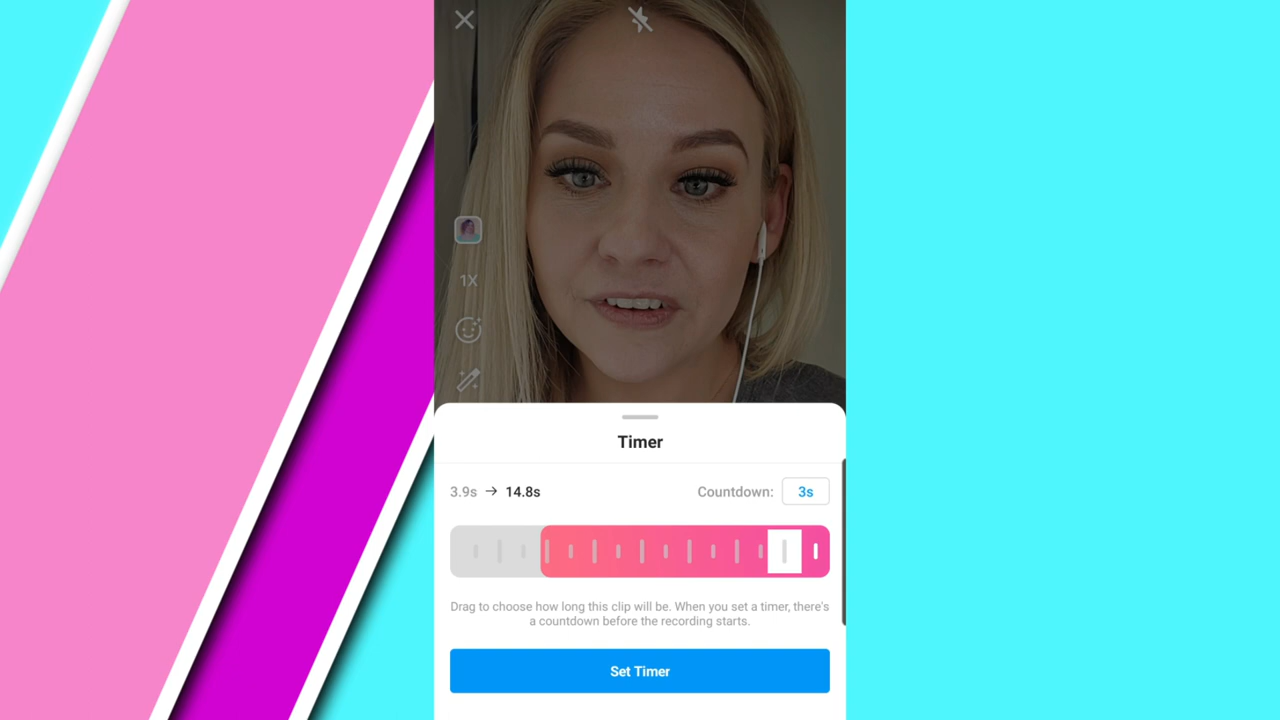 1X
Timer
3.9s → 14.8s
Countdown: 3s
Drag to choose how long this clip will be. When you set a timer, there's
a countdown before the recording starts.
Set Timer